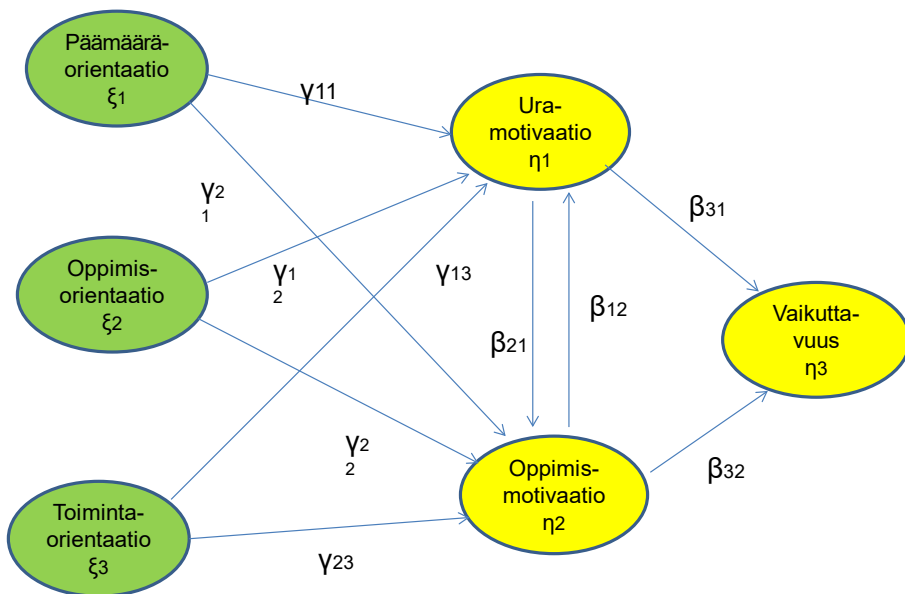 Päämäärä-
orientaatio
ξ1
γ11
Ura-
motivaatio
η1
γ2
1
β31
Oppimis-
orientaatio
ξ2
γ1
2
γ13
β21
β12
Vaikutta-
vuus
η3
γ2
2
Oppimis-
motivaatio
η2
β32
Toiminta-
orientaatio
ξ3
γ23